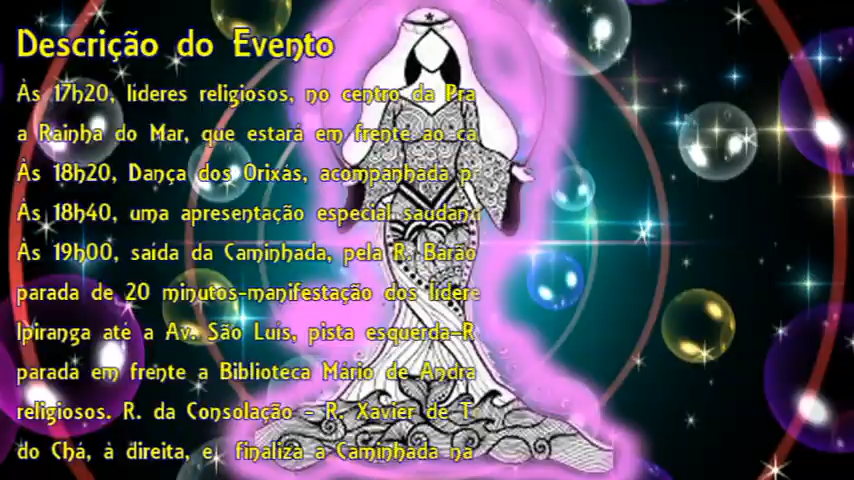 Descrição do Evento
Às 17h20, líderes religiosos, no centro da Pra
a Rainha do Mar, que estará em frente ao ca
Às 18h20, Dança dos Orixás, acompanhada p
Às 18h40, uma apresentação especial saudan
Às 19h00, saída da Caminhada, pela R. Barão
parada de 20 minutos-manifestação dos lídere
Ipiranga até a Av. São Luís, pista esquerda-R
parada em frente a Biblioteca Mário de Andra
religiosos. R. da Consolação - R. Xavier de T
do Chá, à direita, e, finaliza a Caminhada na